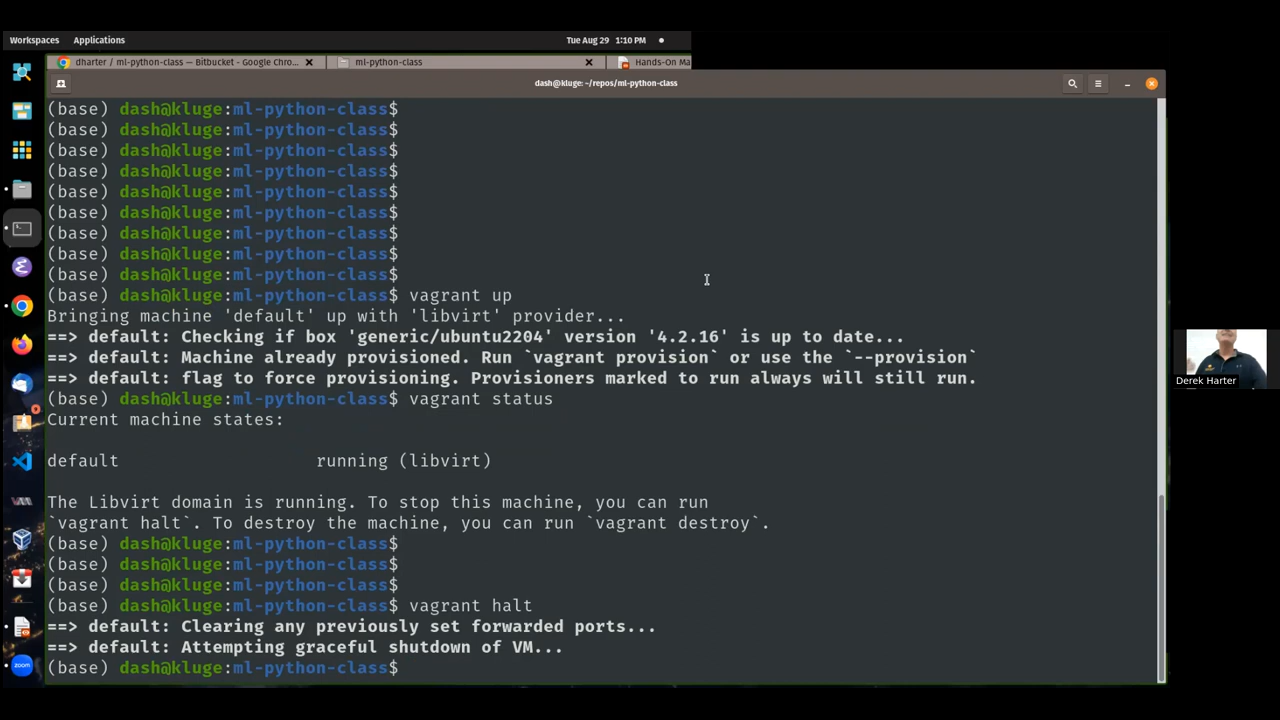 Workspaces Applications Tue Aug 29 1:10 PM
dharter / ml-python-class — Bitbucket - Google Chro... ml-python-class Hands-On Ma
dash@kluge: ~/repos/ml-python-class
(base) dash@kluge:ml-python-class$
(base) dash@kluge:ml-python-class$
(base) dash@kluge:ml-python-class$
(base) dash@kluge:ml-python-class$
(base) dash@kluge:ml-python-class$
(base) dash@kluge:ml-python-class$
(base) dash@kluge:ml-python-class$
(base) dash@kluge:ml-python-class$
(base) dash@kluge:ml-python-class$
(base) dash@kluge:ml-python-class$ vagrant up
Bringing machine 'default' up with 'libvirt' provider...
==> default: Checking if box 'generic/ubuntu2204' version '4.2.16' is up to date...
==> default: Machine already provisioned. Run `vagrant provision` or use the `--provision`
==> default: flag to force provisioning. Provisioners marked to run always will still run.
(base) dash@kluge:ml-python-class$ vagrant status
Current machine states:
default running (libvirt)
The Libvirt domain is running. To stop this machine, you can run
`vagrant halt`. To destroy the machine, you can run `vagrant destroy`.
(base) dash@kluge:ml-python-class$
(base) dash@kluge:ml-python-class$
(base) dash@kluge:ml-python-class$
(base) dash@kluge:ml-python-class$ vagrant halt
==> default: Clearing any previously set forwarded ports...
==> default: Attempting graceful shutdown of VM...
(base) dash@kluge:ml-python-class$
Derek Harter
zoom